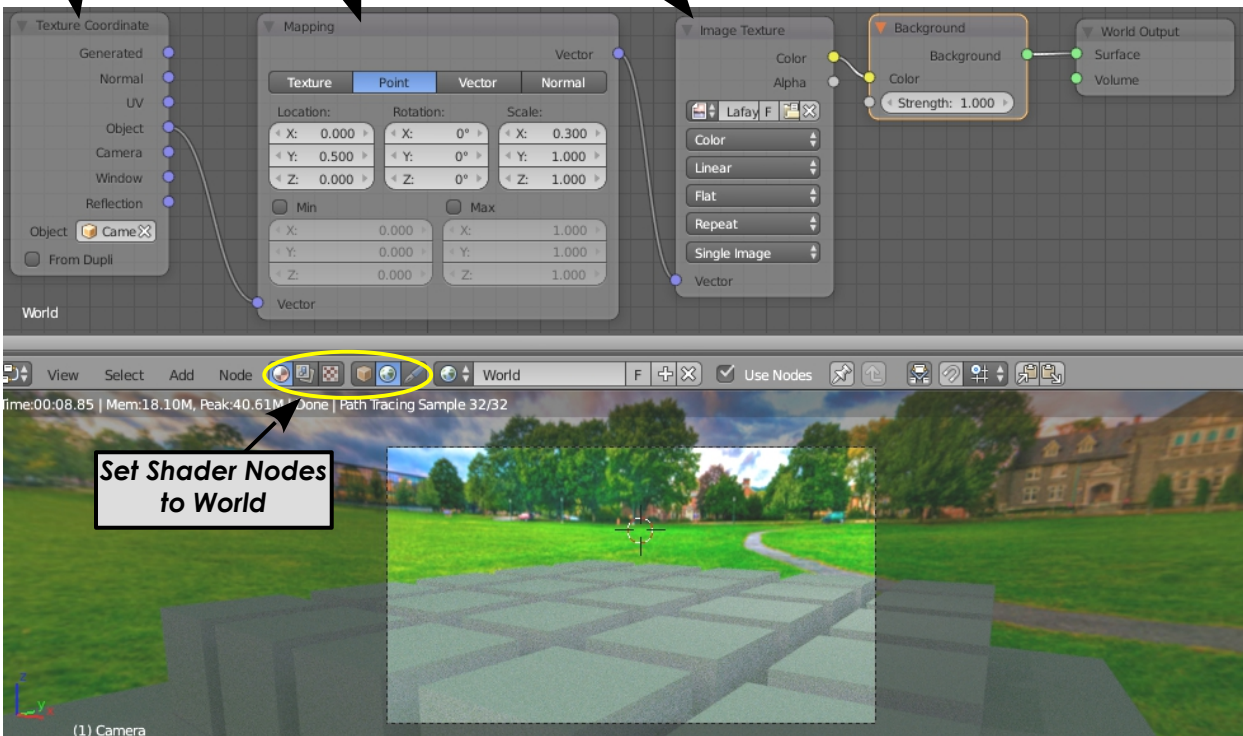 Texture Coordinate
Generated
Normal
UV
Object
Camera
Window
Reflection
Object Came
From Dupli
World
Mapping
Vector
Texture Point Vector Normal
Location: Rotation: Scale:
X: 0.000 X: 0° X: 0.300
Y: 0.500 Y: 0° Y: 1.000
Z: 0.000 Z: 0° Z: 1.000
Min Max
X: 0.000 X: 1.000
Y: 0.000 Y: 1.000
Z: 0.000 Z: 1.000
Vector
Image Texture
Color
Alpha
Lafay F
Color
Linear
Flat
Repeat
Single Image
Vector
Background
Background
Color
Strength: 1.000
World Output
Surface
Volume
View Select Add Node World F Use Nodes
Time:00:08.85 | Mem:18.10M, Peak:40.61M | Done | Path Tracing Sample 32/32
Set Shader Nodes
to World
z
y
x
(1) Camera